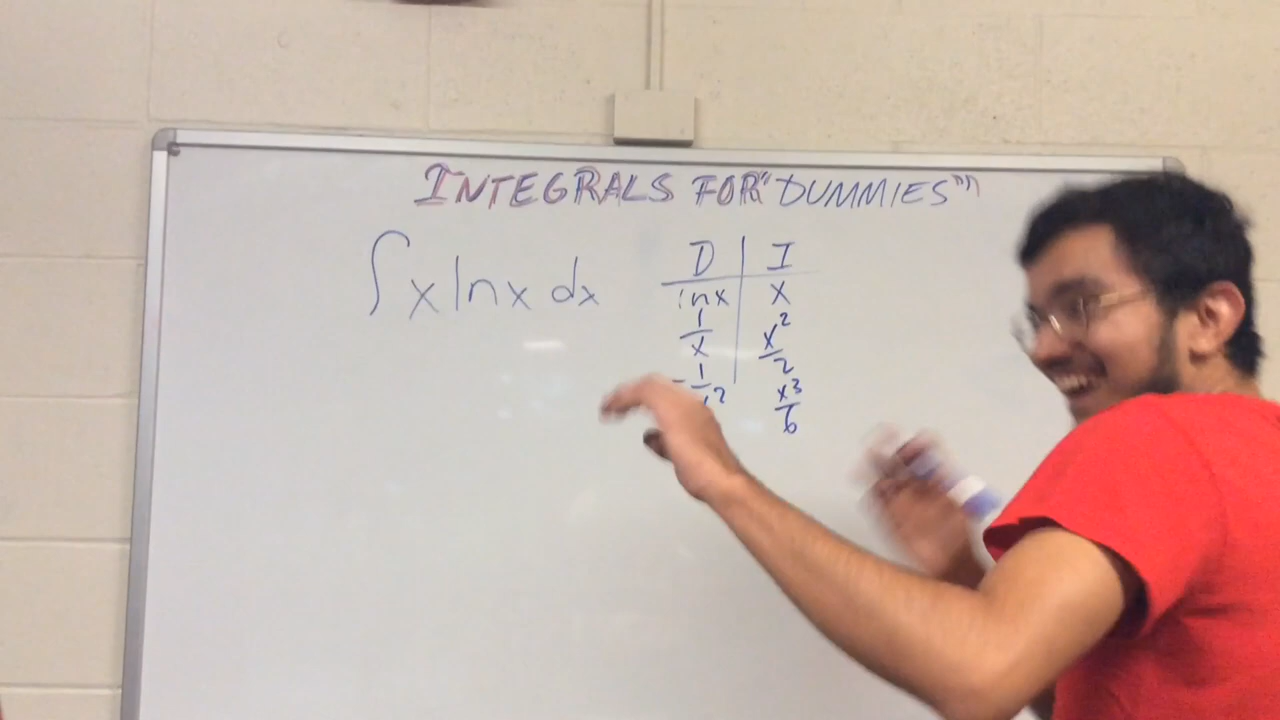 INTEGRALS FOR "DUMMIES"
∫ x ln x dx
D | I
ln x | x
1/x | x²/2
x³/6